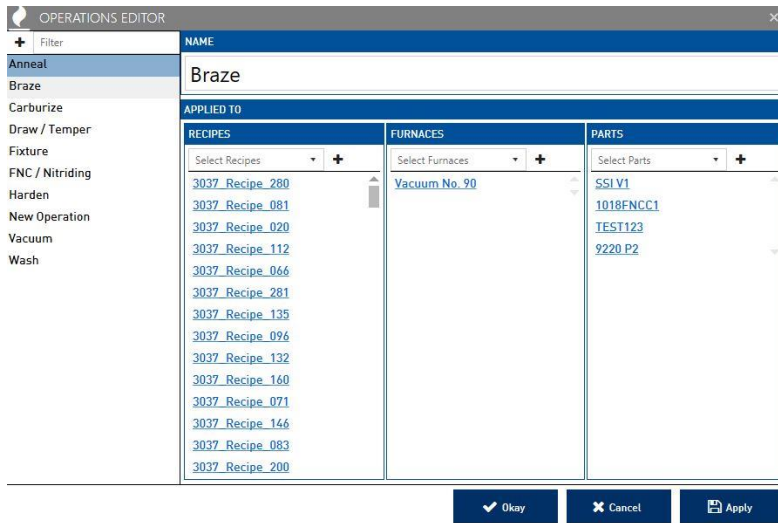 OPERATIONS EDITOR
Filter
Anneal
Braze
Carburize
Draw / Temper
Fixture
FNC / Nitriding
Harden
New Operation
Vacuum
Wash
NAME
Braze
APPLIED TO
RECIPES
Select Recipes
3037_Recipe_280
3037_Recipe_081
3037_Recipe_020
3037_Recipe_112
3037_Recipe_066
3037_Recipe_281
3037_Recipe_135
3037_Recipe_096
3037_Recipe_132
3037_Recipe_160
3037_Recipe_071
3037_Recipe_146
3037_Recipe_083
3037_Recipe_200
FURNACES
Select Furnaces
Vacuum No. 90
PARTS
Select Parts
SSI V1
1018FNCC1
TEST123
9220 P2
Okay
Cancel
Apply